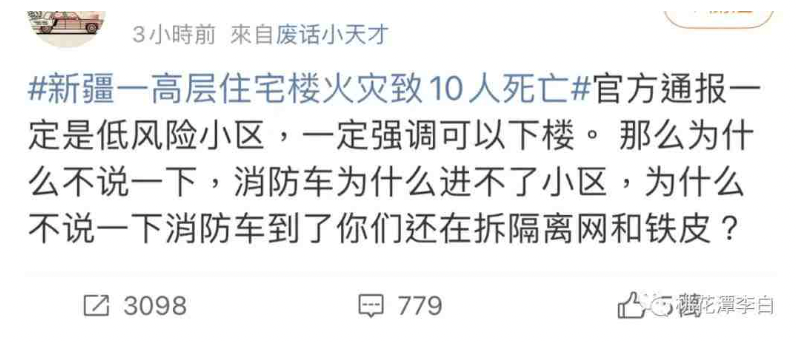 3小時前 來自废话小天才
#新疆一高层住宅楼火灾致10人死亡#官方通报一
定是低风险小区，一定强调可以下楼。 那么为什
么不说一下，消防车为什么进不了小区，为什么
不说一下消防车到了你们还在拆隔离网和铁皮？
3098 779 5萬
桃花潭李白